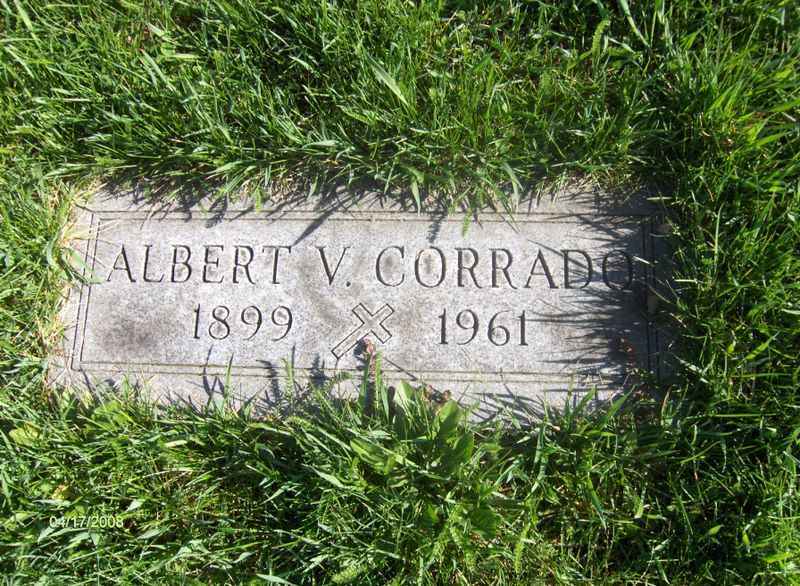 ALBERT V. CORRADO
1899 1961
04/17/2008